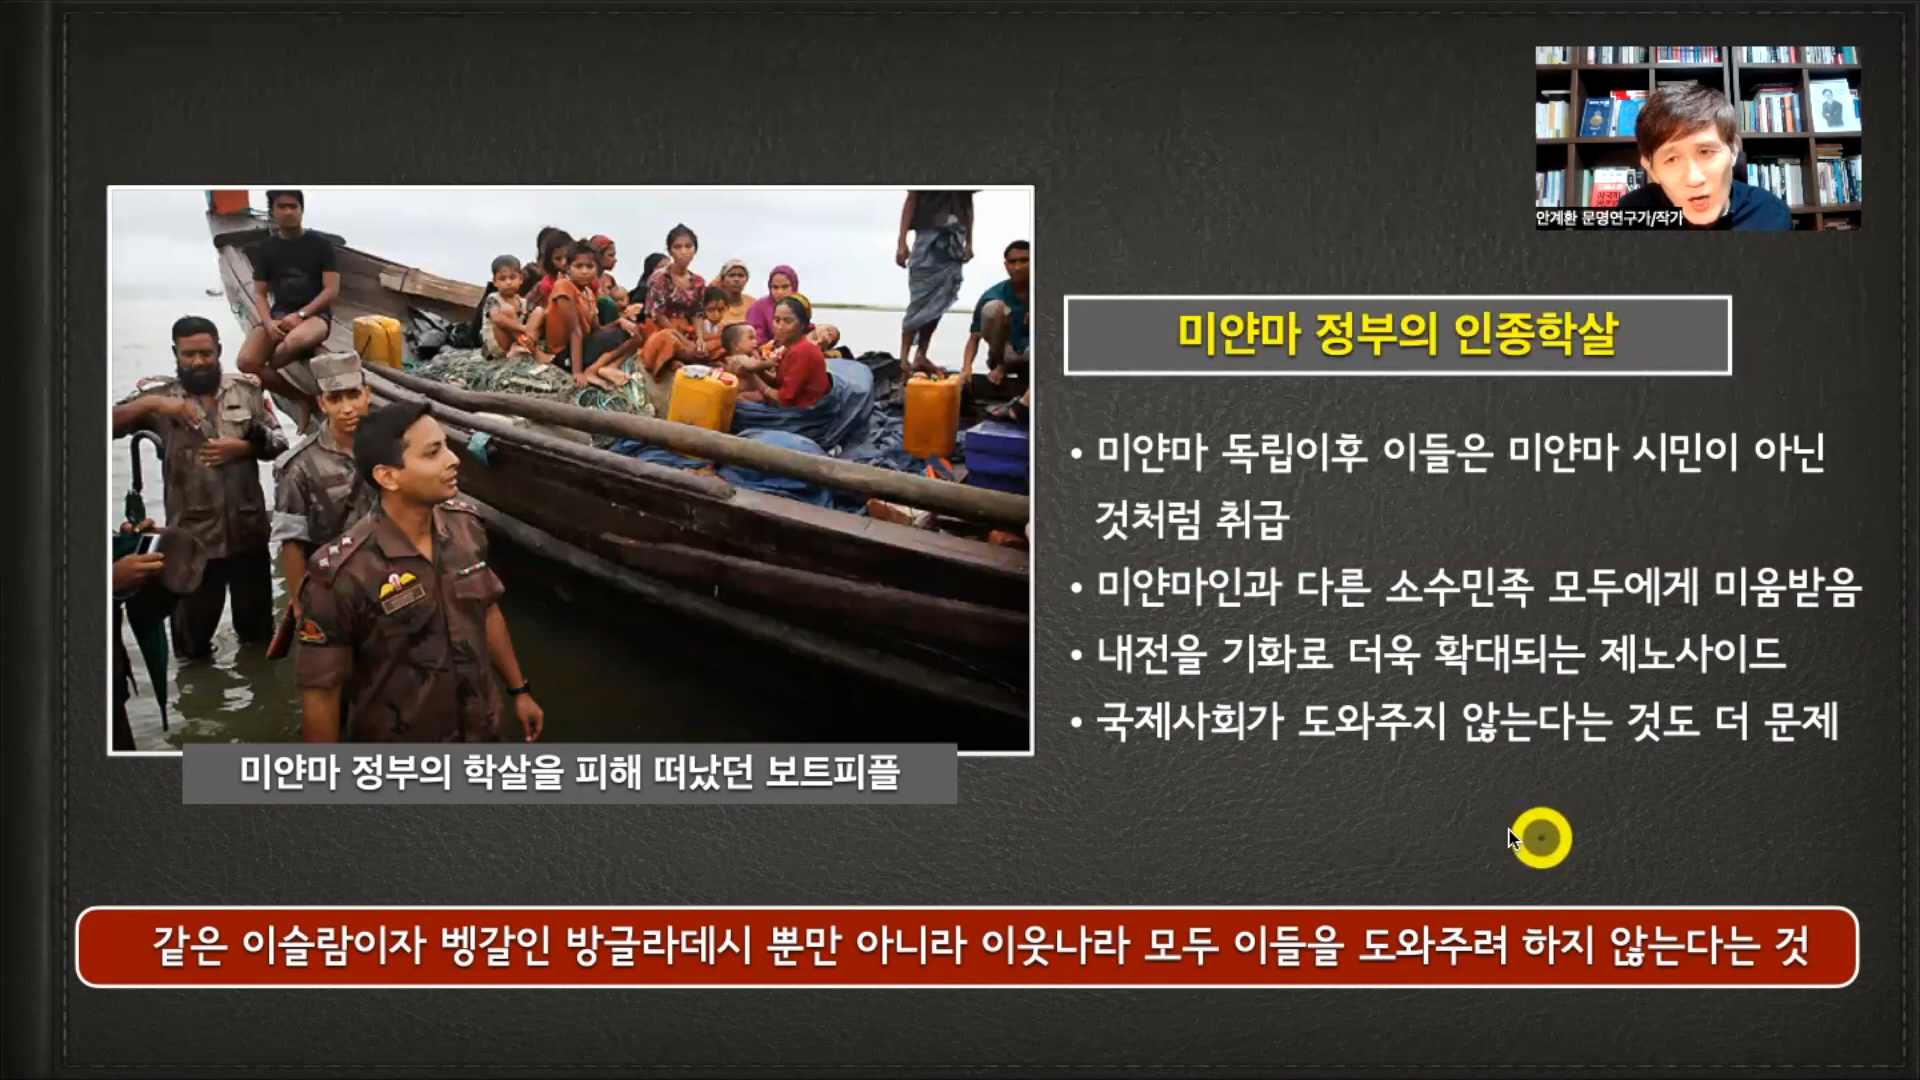 안계환 문명연구가/작가
미얀마 정부의 인종학살
• 미얀마 독립이후 이들은 미얀마 시민이 아닌
것처럼 취급
• 미얀마인과 다른 소수민족 모두에게 미움받음
• 내전을 기화로 더욱 확대되는 제노사이드
• 국제사회가 도와주지 않는다는 것도 더 문제
미얀마 정부의 학살을 피해 떠났던 보트피플
같은 이슬람이자 벵갈인 방글라데시 뿐만 아니라 이웃나라 모두 이들을 도와주려 하지 않는다는 것